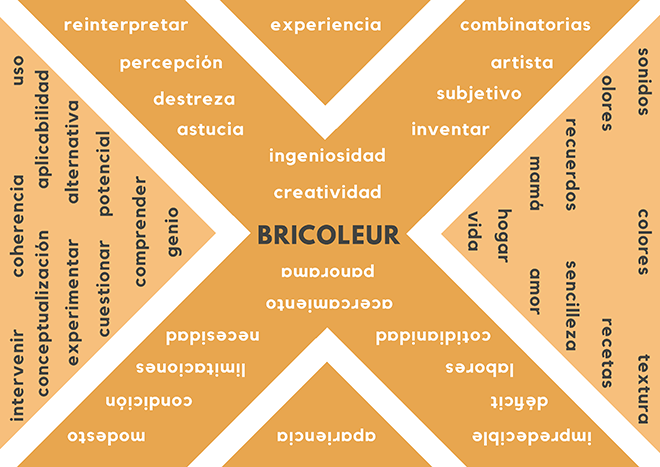 reinterpretar
experiencia
combinatorias
percepción
artista
destreza
subjetivo
astucia
inventar
ingeniosidad
creatividad
BRICOLEUR
panorama
acercamiento
necesidad
cotidianidad
limitaciones
labores
condición
déficit
modesto
apariencia
impredecible
intervenir coherencia uso
conceptualización aplicabilidad
experimentar alternativa
cuestionar potencial
comprender
genio
sonidos colores textura
olores recetas
recuerdos sencilleza
mamá amor
hogar
vida